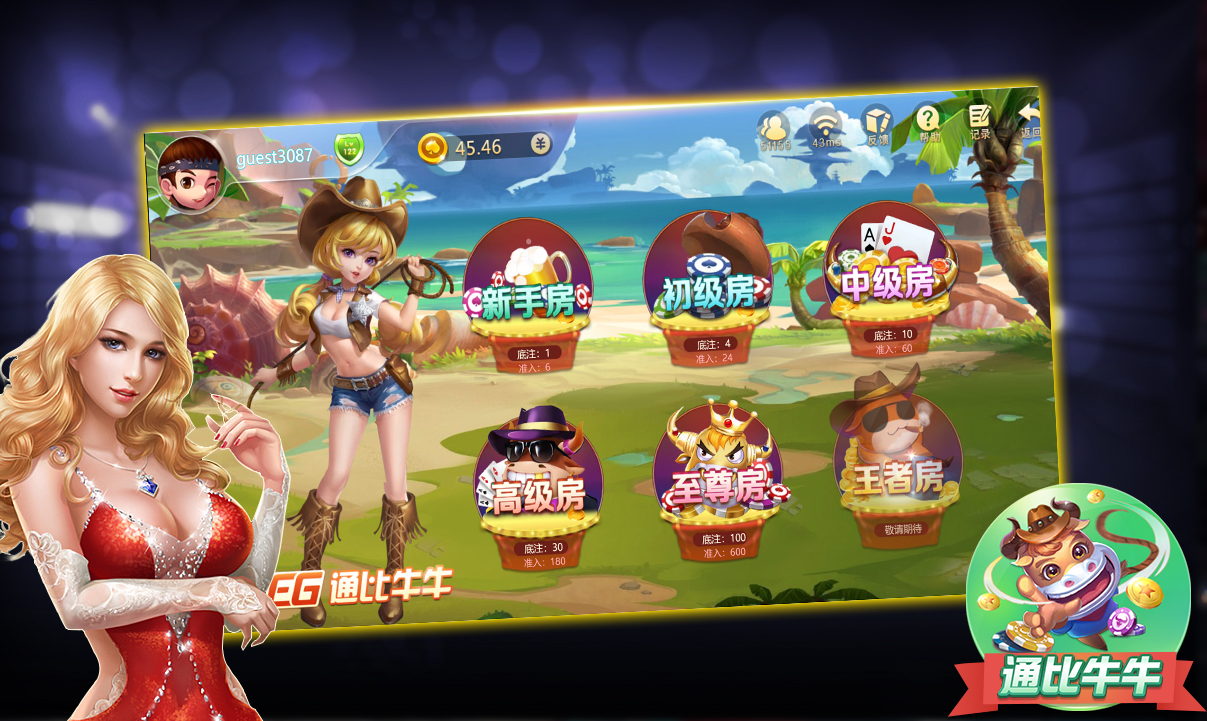 guest3087
Lv
122
45.46
¥
51155
43ms
反馈
帮助
记录
返回
新手房
底注：1
准入：6
初级房
底注：4
准入：24
A
J
中级房
底注：10
准入：60
高级房
底注：30
准入：180
至尊房
底注：100
准入：600
王者房
敬请期待
EG 通比牛牛
通比牛牛